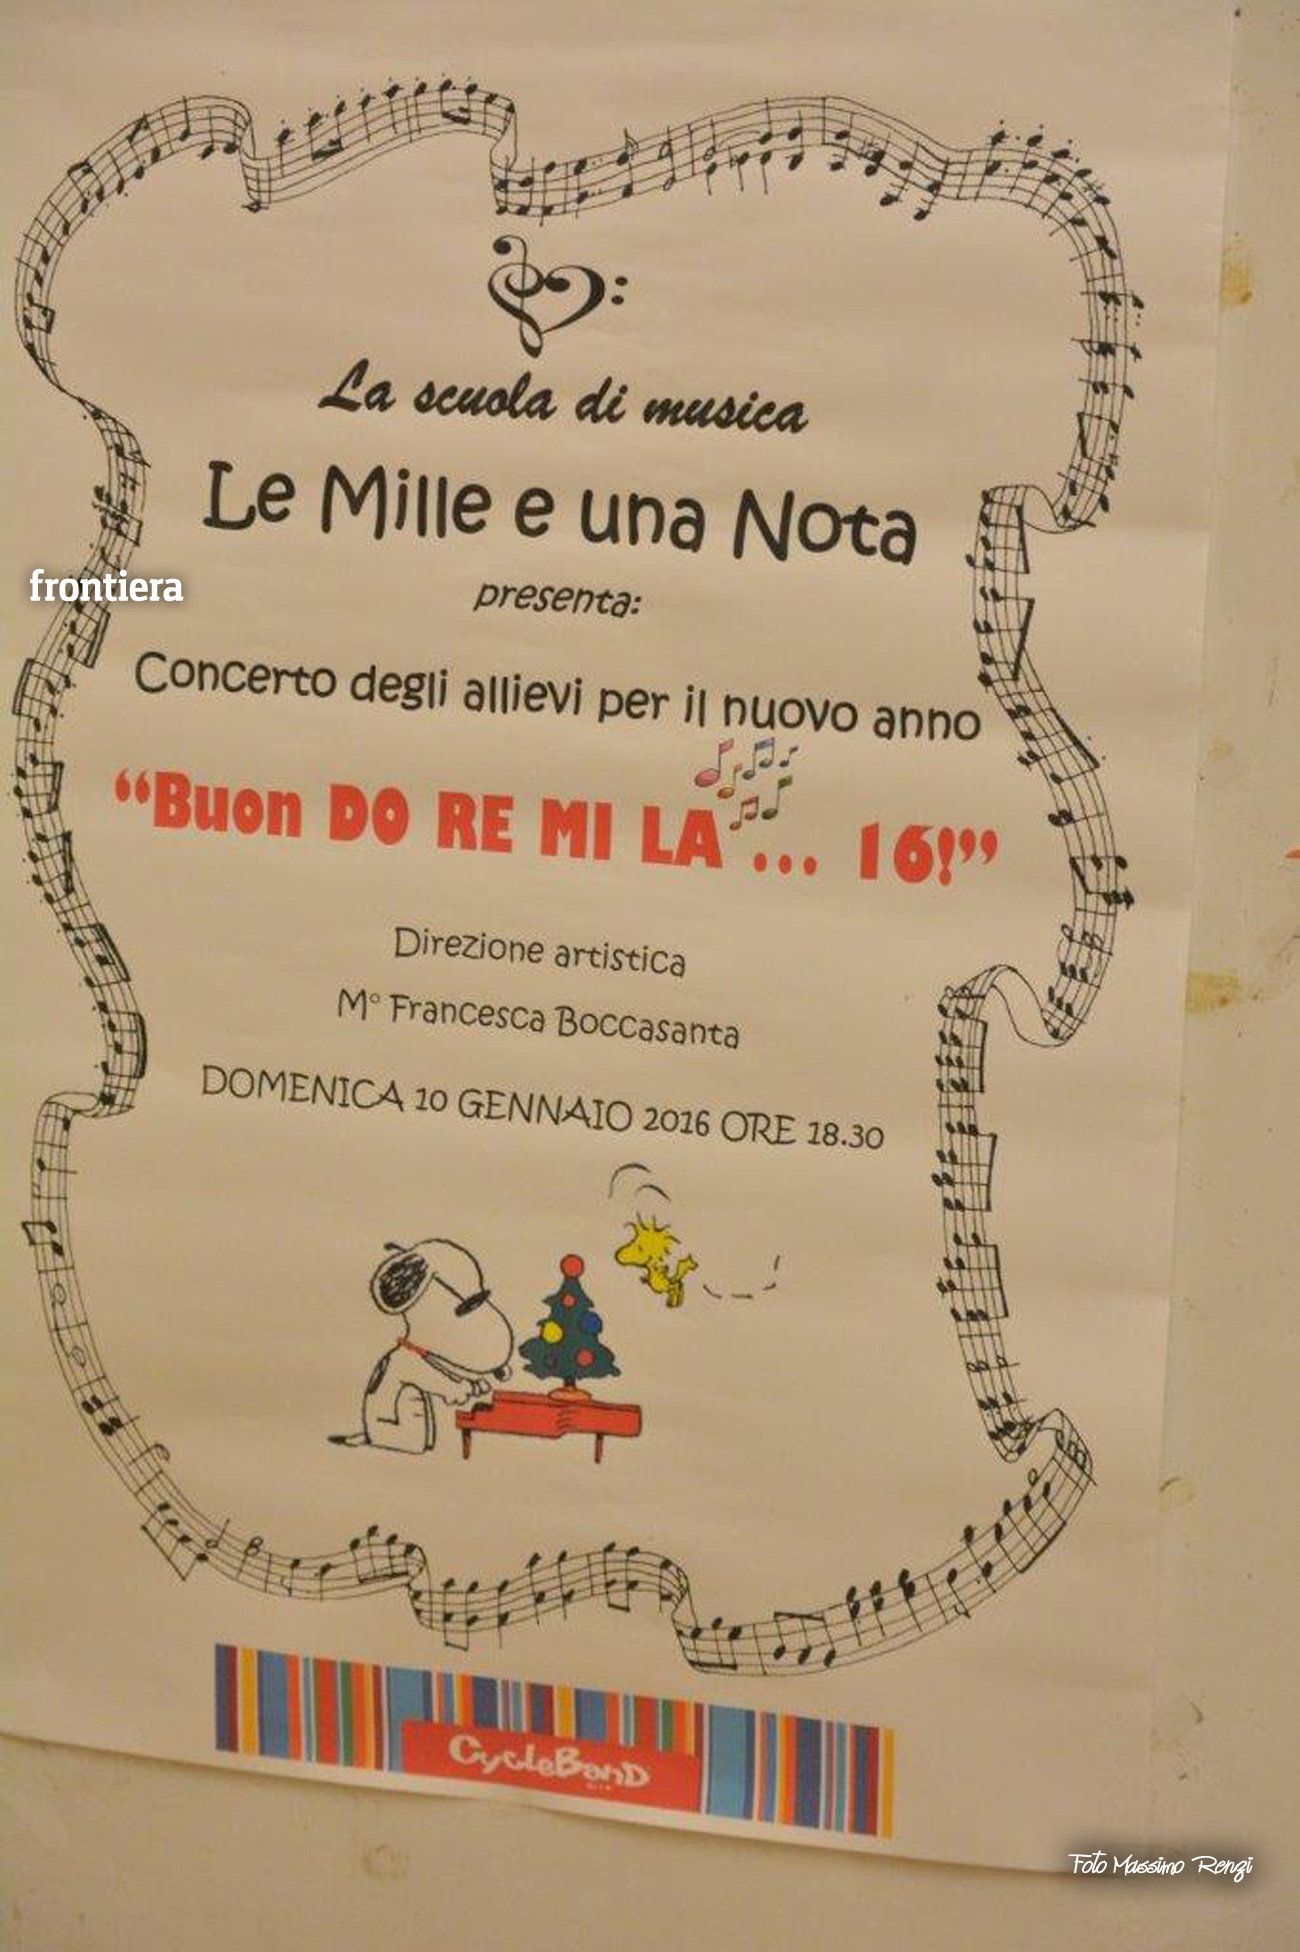 La scuola di musica
Le Mille e una Nota
frontiera
presenta:
Concerto degli allievi per il nuovo anno
“Buon DO RE MI LA ... 16!”
Direzione artistica
M° Francesca Boccasanta
DOMENICA 10 GENNAIO 2016 ORE 18.30
CycleBanD
Foto Massimo Renzi